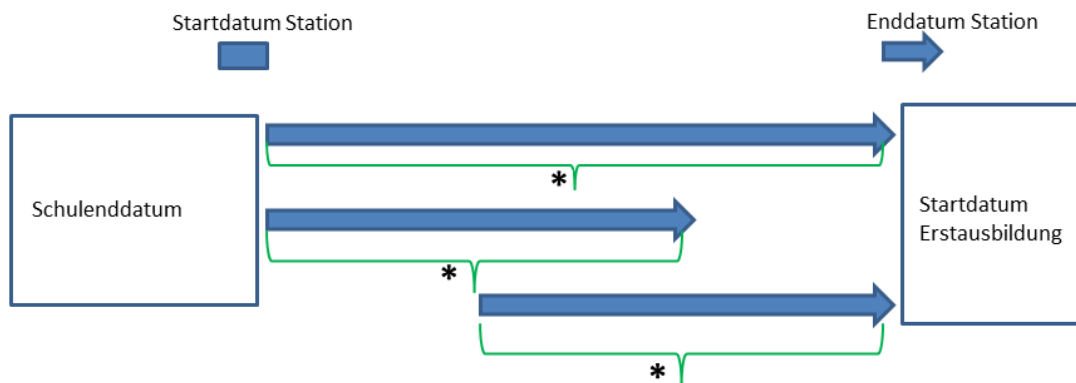 Startdatum Station
Enddatum Station
*
Schulenddatum
Startdatum
Erstausbildung
*
*